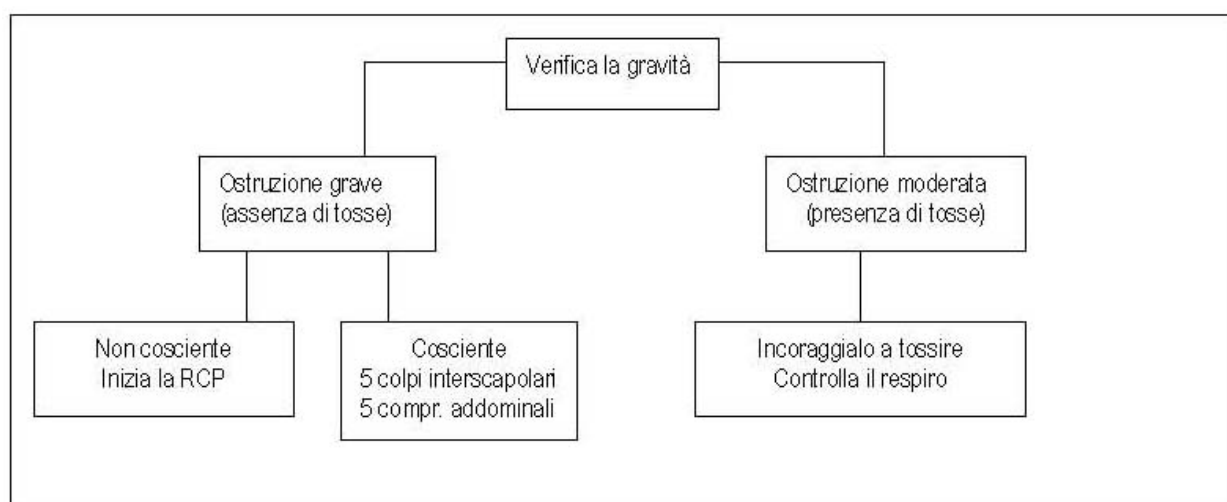 Verifica la gravità
Ostruzione grave
(assenza di tosse)
Ostruzione moderata
(presenza di tosse)
Non cosciente
Inizia la RCP
Cosciente
5 colpi interscapolari
5 compr. addominali
Incoraggialo a tossire
Controlla il respiro